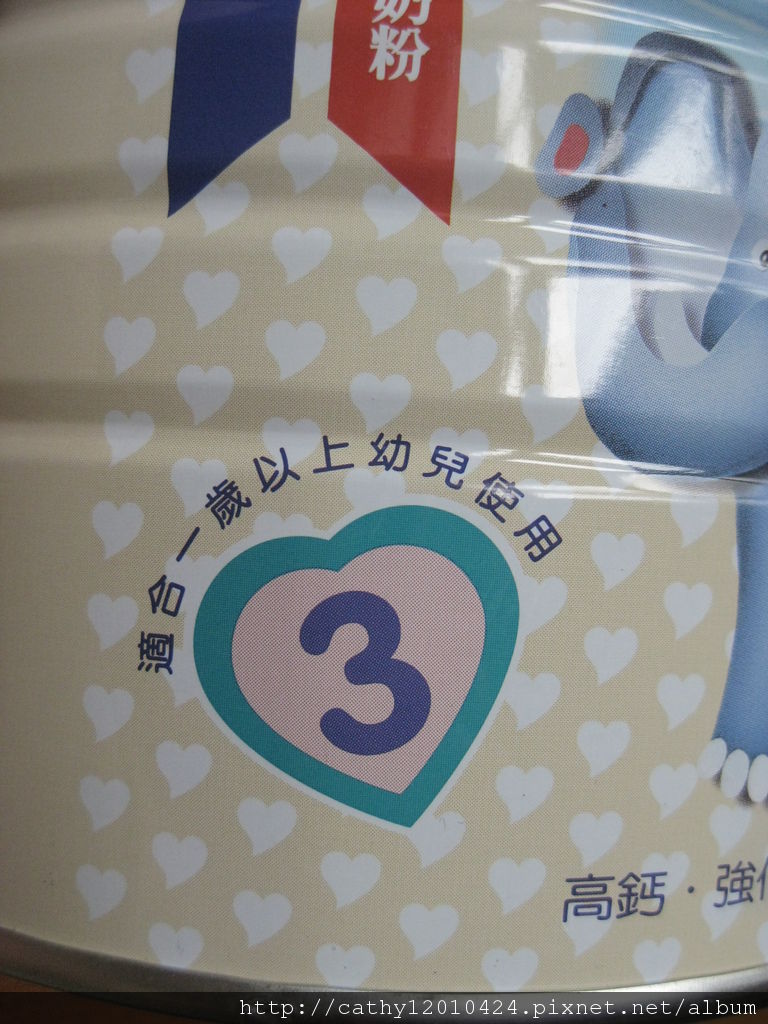 奶粉
適合一歲以上幼兒使用
3
高鈣・強
http://cathy12010424.pixnet.net/album